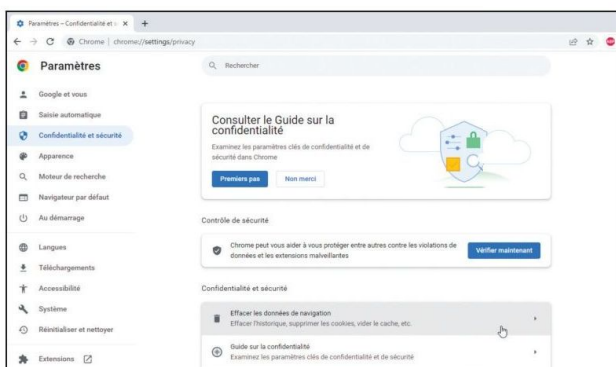 Paramètres – Confidentialité et s
Chrome | chrome://settings/privacy
Paramètres
Rechercher
Google et vous
Saisie automatique
Confidentialité et sécurité
Apparence
Moteur de recherche
Navigateur par défaut
Au démarrage
Langues
Téléchargements
Accessibilité
Système
Réinitialiser et nettoyer
Extensions
Consulter le Guide sur la
confidentialité
Examinez les paramètres clés de confidentialité et de
sécurité dans Chrome
Premiers pas
Non merci
Contrôle de sécurité
Chrome peut vous aider à vous protéger entre autres contre les violations de
données et les extensions malveillantes
Vérifier maintenant
Confidentialité et sécurité
Effacer les données de navigation
Effacer l'historique, supprimer les cookies, vider le cache, etc.
Guide sur la confidentialité
Examinez les paramètres clés de confidentialité et de sécurité